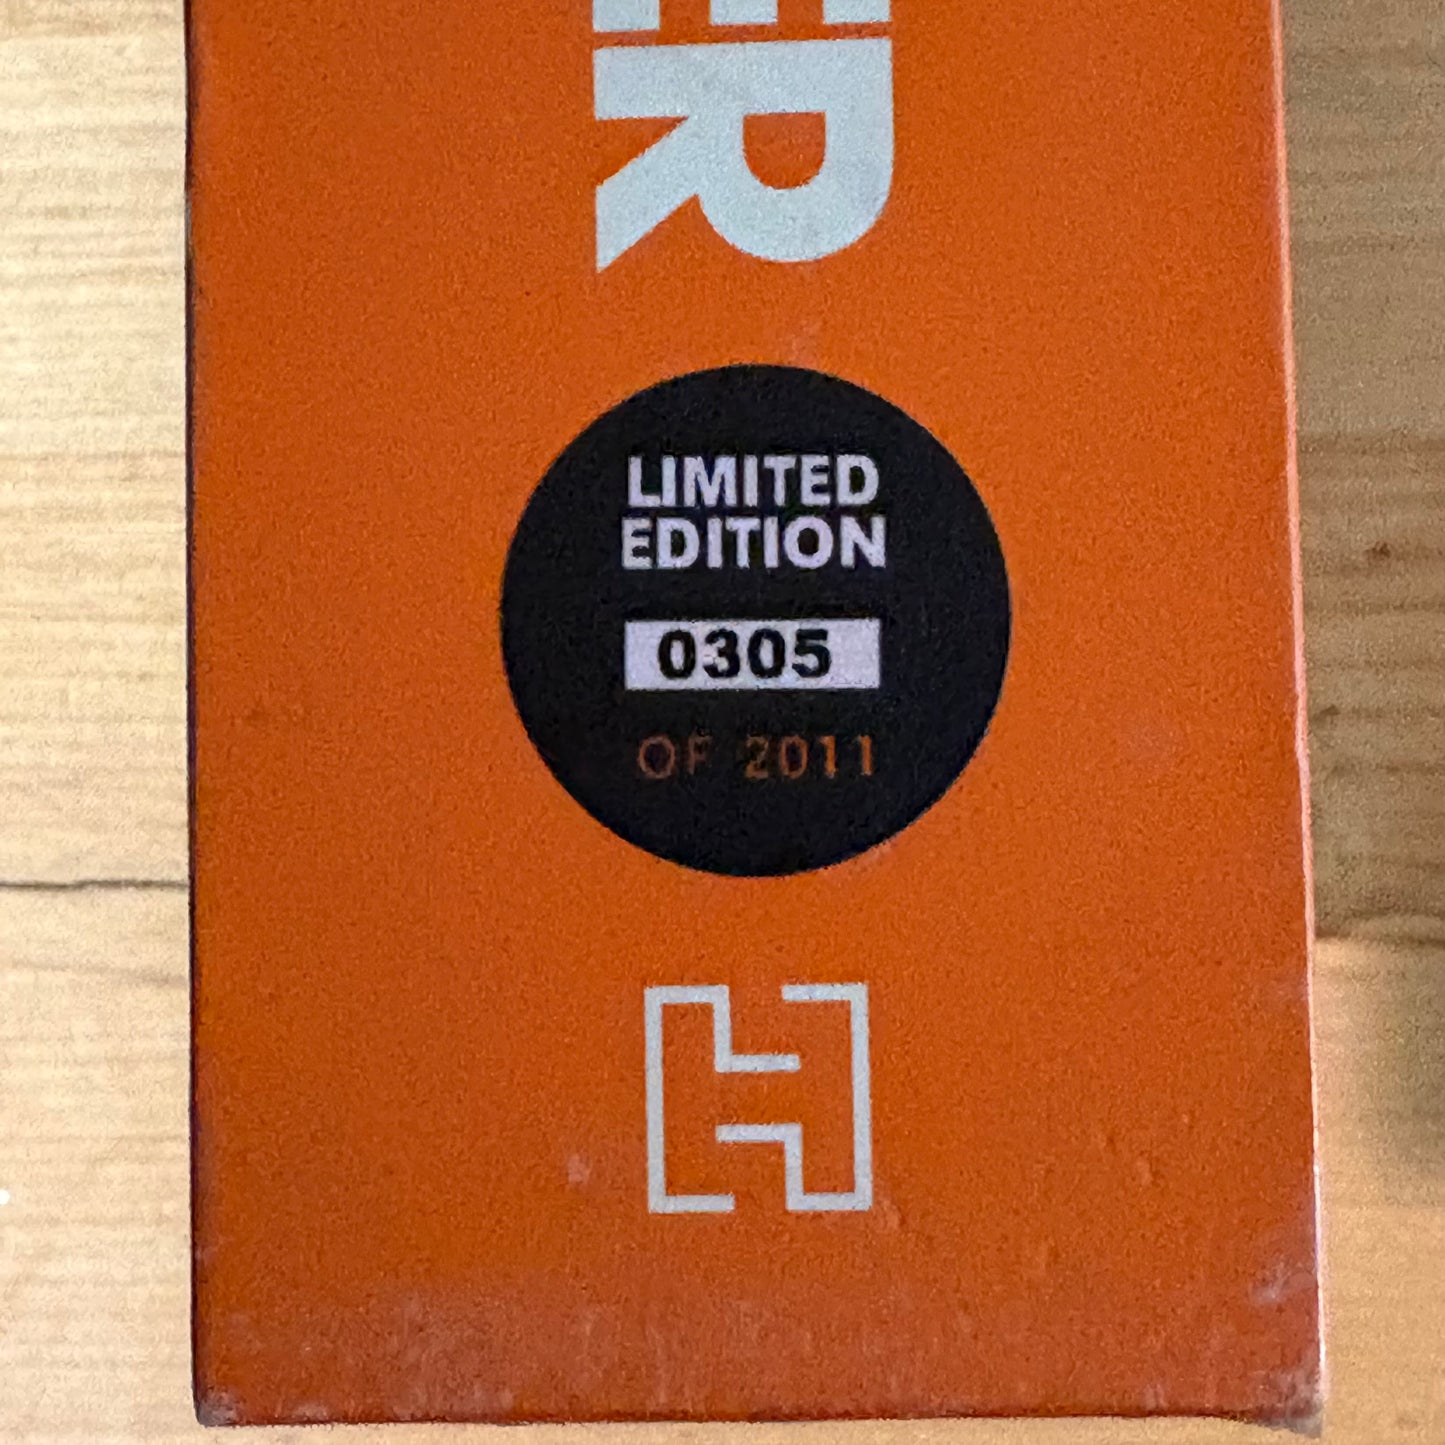 ER
LIMITED
EDITION
0305
OF 2011
H